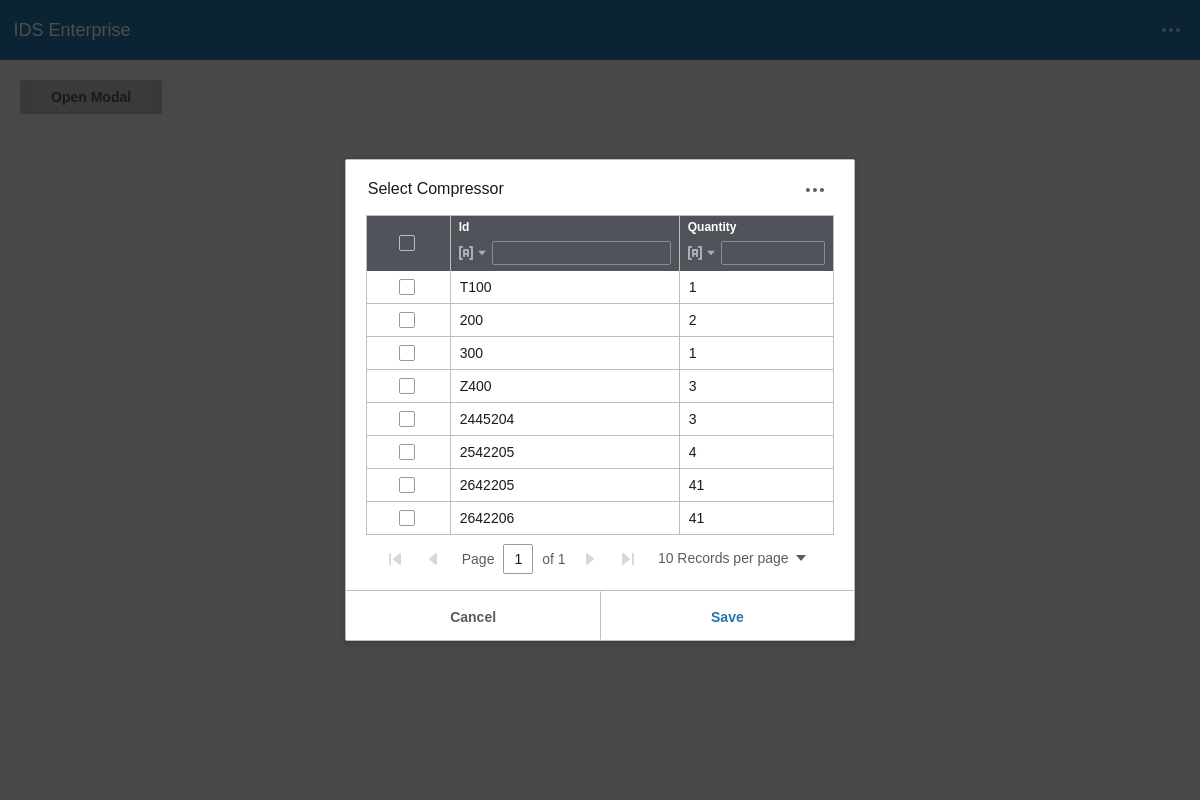 IDS Enterprise
Open Modal
Select Compressor
Id Quantity
T100 1
200 2
300 1
Z400 3
2445204 3
2542205 4
2642205 41
2642206 41
Page 1 of 1 10 Records per page
Cancel Save